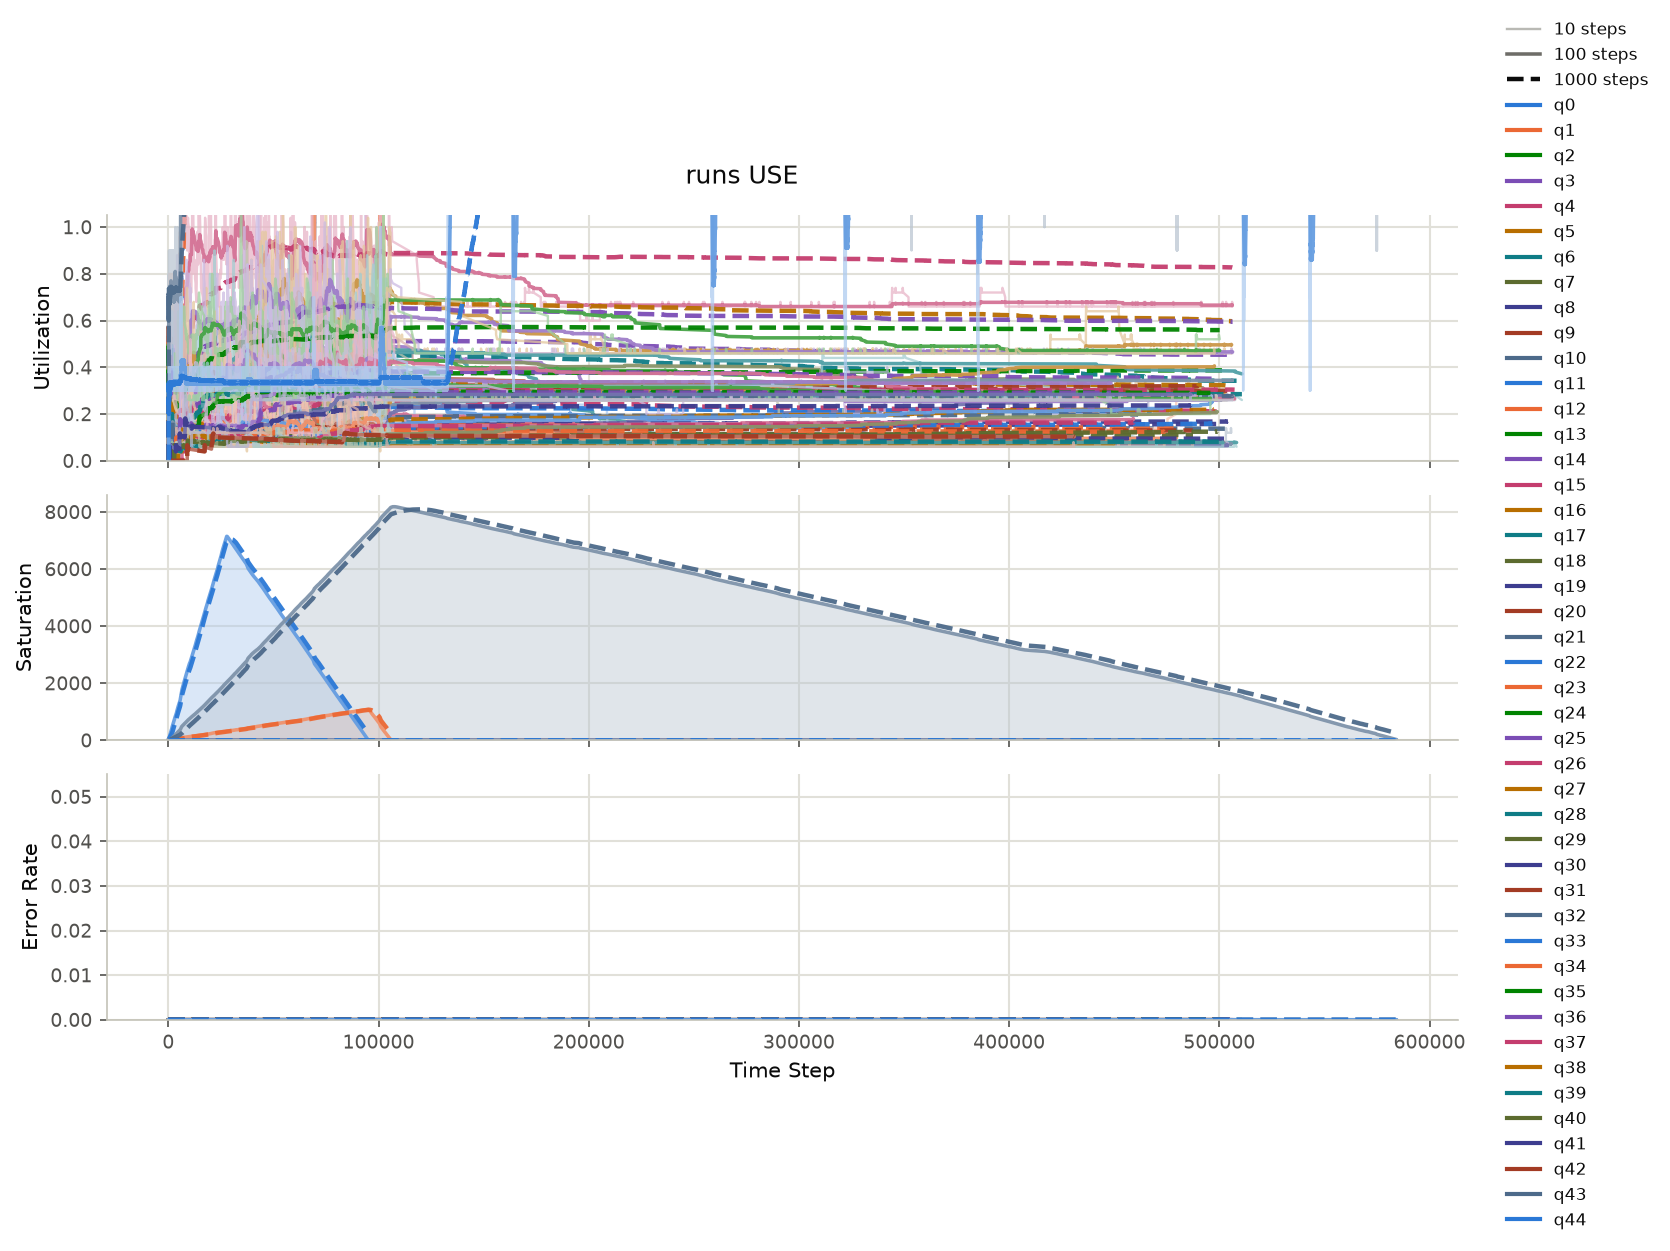 runs USE
Utilization
1.0
0.8
0.6
0.4
0.2
0.0
Saturation
8000
6000
4000
2000
0
Error Rate
0.05
0.04
0.03
0.02
0.01
0.00
0 100000 200000 300000 400000 500000 600000
Time Step
10 steps
100 steps
1000 steps
q0
q1
q2
q3
q4
q5
q6
q7
q8
q9
q10
q11
q12
q13
q14
q15
q16
q17
q18
q19
q20
q21
q22
q23
q24
q25
q26
q27
q28
q29
q30
q31
q32
q33
q34
q35
q36
q37
q38
q39
q40
q41
q42
q43
q44